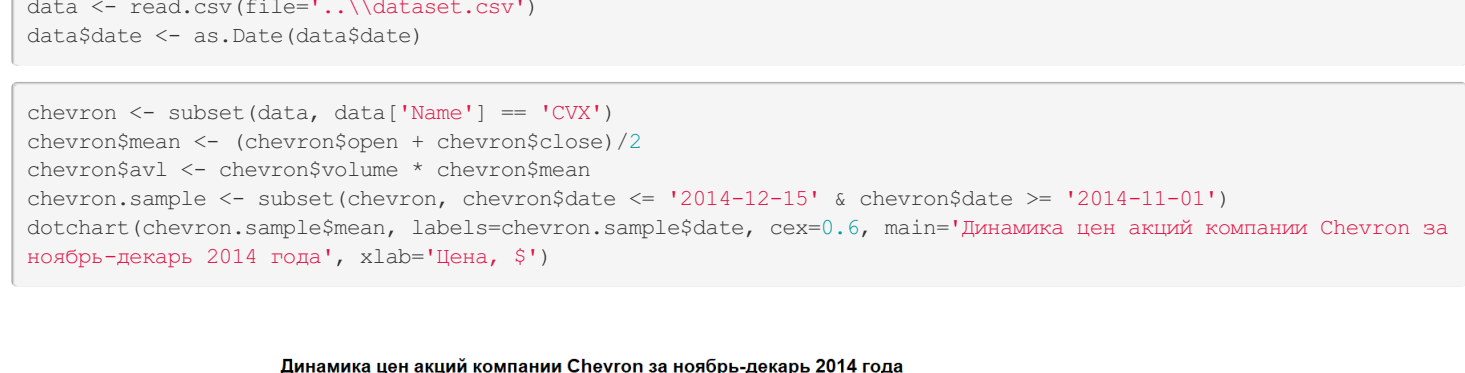 data <- read.csv(file='..\\dataset.csv')
data$date <- as.Date(data$date)
chevron <- subset(data, data['Name'] == 'CVX')
chevron$mean <- (chevron$open + chevron$close)/2
chevron$avl <- chevron$volume * chevron$mean
chevron.sample <- subset(chevron, chevron$date <= '2014-12-15' & chevron$date >= '2014-11-01')
dotchart(chevron.sample$mean, labels=chevron.sample$date, cex=0.6, main='Динамика цен акций компании Chevron за
ноябрь-декарь 2014 года', xlab='Цена, $')
Динамика цен акций компании Chevron за ноябрь-декарь 2014 года